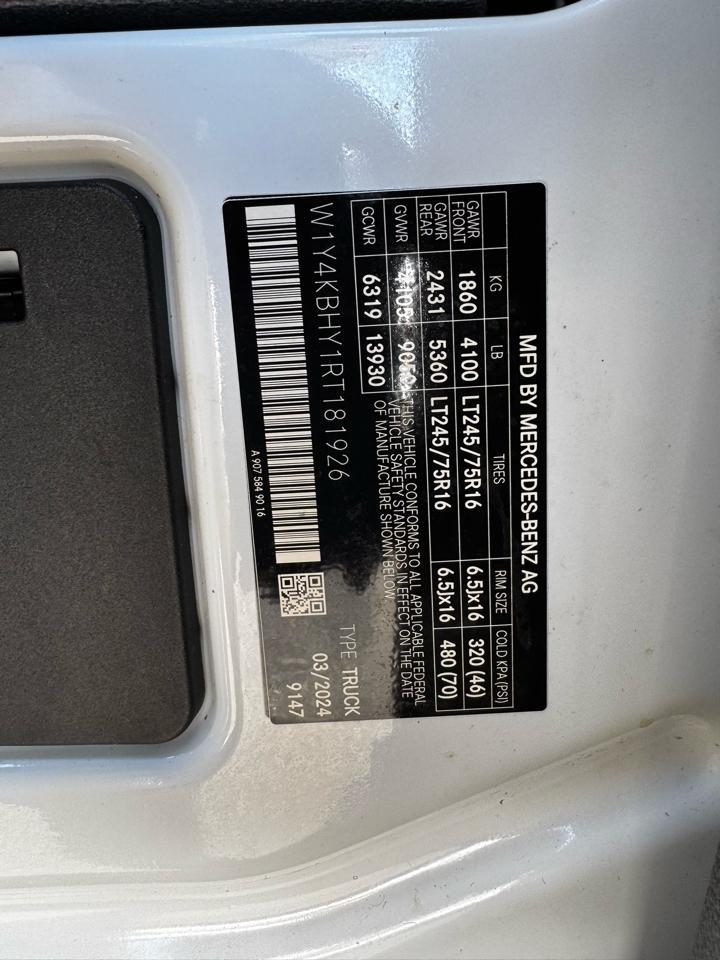 MFD BY MERCEDES-BENZ AG
KG LB TIRES RIM SIZE COLD KPA (PSI)
GAWR FRONT 1860 4100 LT245/75R16 6.5Jx16 320 (46)
GAWR REAR 2431 5360 LT245/75R16 6.5Jx16 480 (70)
GVWR 4105 9050
GCWR 6319 13930
THIS VEHICLE CONFORMS TO ALL APPLICABLE FEDERAL
VEHICLE SAFETY STANDARDS IN EFFECT ON THE DATE
OF MANUFACTURE SHOWN BELOW.
W1Y4KBHY1RT181926
TYPE TRUCK
03/2024
9147
A 907 584 90 16